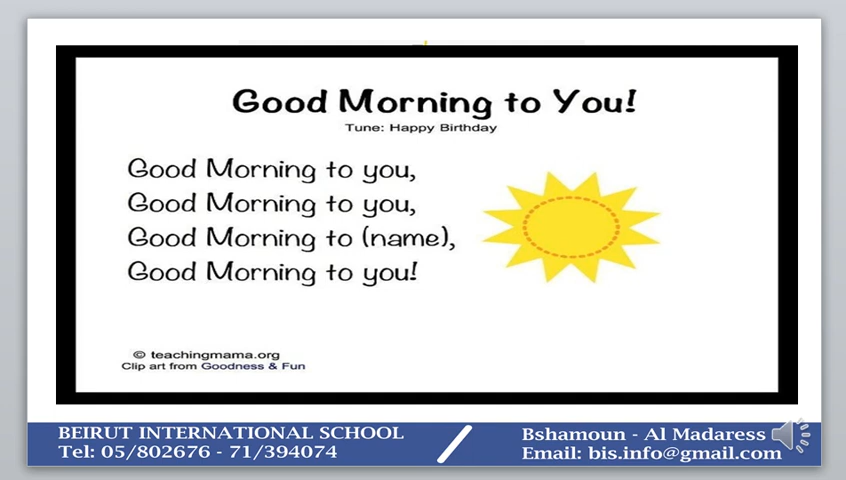 Good Morning to You!
Tune: Happy Birthday
Good Morning to you,
Good Morning to you,
Good Morning to (name),
Good Morning to you!
© teachingmama.org
Clip art from Goodness & Fun
BEIRUT INTERNATIONAL SCHOOL
Tel: 05/802676 - 71/394074
Bshamoun - Al Madaress
Email: bis.info@gmail.com